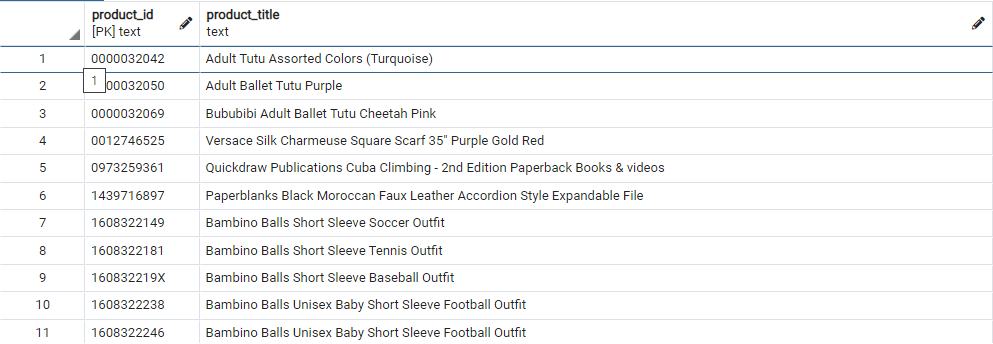 product_id product_title
[PK] text text
1 0000032042 Adult Tutu Assorted Colors (Turquoise)
2 1 00032050 Adult Ballet Tutu Purple
3 0000032069 Bububibi Adult Ballet Tutu Cheetah Pink
4 0012746525 Versace Silk Charmeuse Square Scarf 35" Purple Gold Red
5 0973259361 Quickdraw Publications Cuba Climbing - 2nd Edition Paperback Books & videos
6 1439716897 Paperblanks Black Moroccan Faux Leather Accordion Style Expandable File
7 1608322149 Bambino Balls Short Sleeve Soccer Outfit
8 1608322181 Bambino Balls Short Sleeve Tennis Outfit
9 160832219X Bambino Balls Short Sleeve Baseball Outfit
10 1608322238 Bambino Balls Unisex Baby Short Sleeve Football Outfit
11 1608322246 Bambino Balls Unisex Baby Short Sleeve Football Outfit